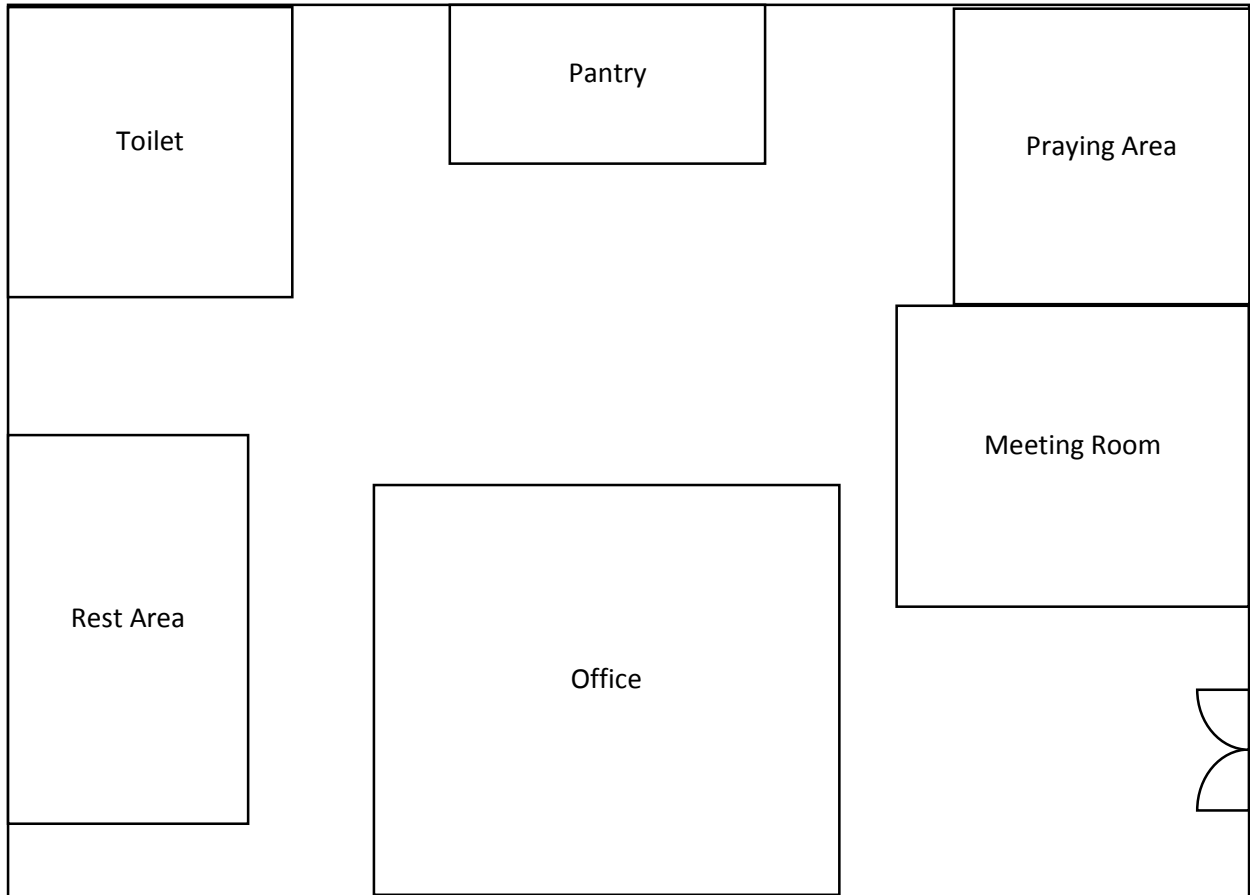 Pantry
Toilet
Praying Area
Meeting Room
Rest Area
Office